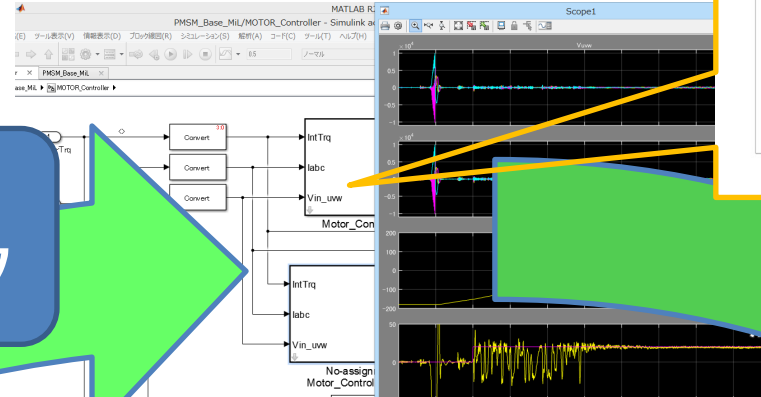 MATLAB R2
PMSM_Base_MiL/MOTOR_Controller - Simulink ac
(E) ツール表示(V) 情報表示(D) ブロック線図(R) シミュレーション(S) 解析(A) コード(C) ツール(T) ヘルプ(H)
0.5
ノーマル
PMSM_Base_MiL
ase_MiL
MOTOR_Controller
Trq
Convert
3:0
Convert
Convert
IntTrq
Iabc
Vin_uvw
Motor_Con
IntTrq
Iabc
Vin_uvw
No-assign
Motor_Control
Scope1
Vuvw
× 10⁴
1
0.5
0
-0.5
-1
× 10⁴
1
0.5
-0.5
-1
200
100
0
-100
-200
50
0